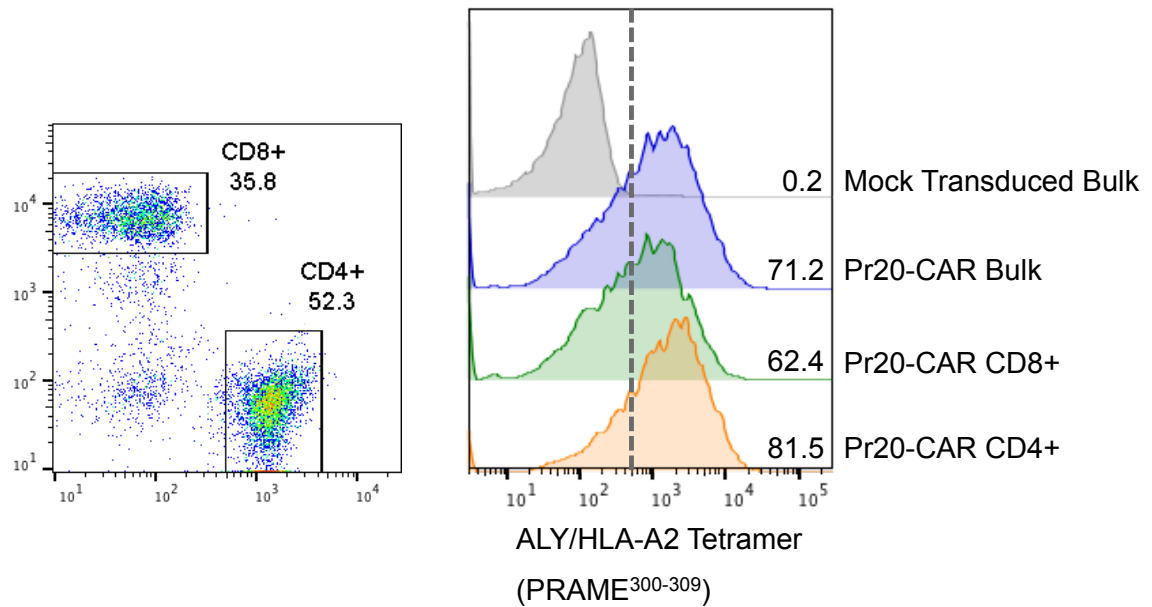 CD8+
35.8
CD4+
52.3
10⁴
10³
10²
10¹
10¹ 10² 10³ 10⁴
0.2 Mock Transduced Bulk
71.2 Pr20-CAR Bulk
62.4 Pr20-CAR CD8+
81.5 Pr20-CAR CD4+
10¹ 10² 10³ 10⁴ 10⁵
ALY/HLA-A2 Tetramer
(PRAME³⁰⁰⁻³⁰⁹)